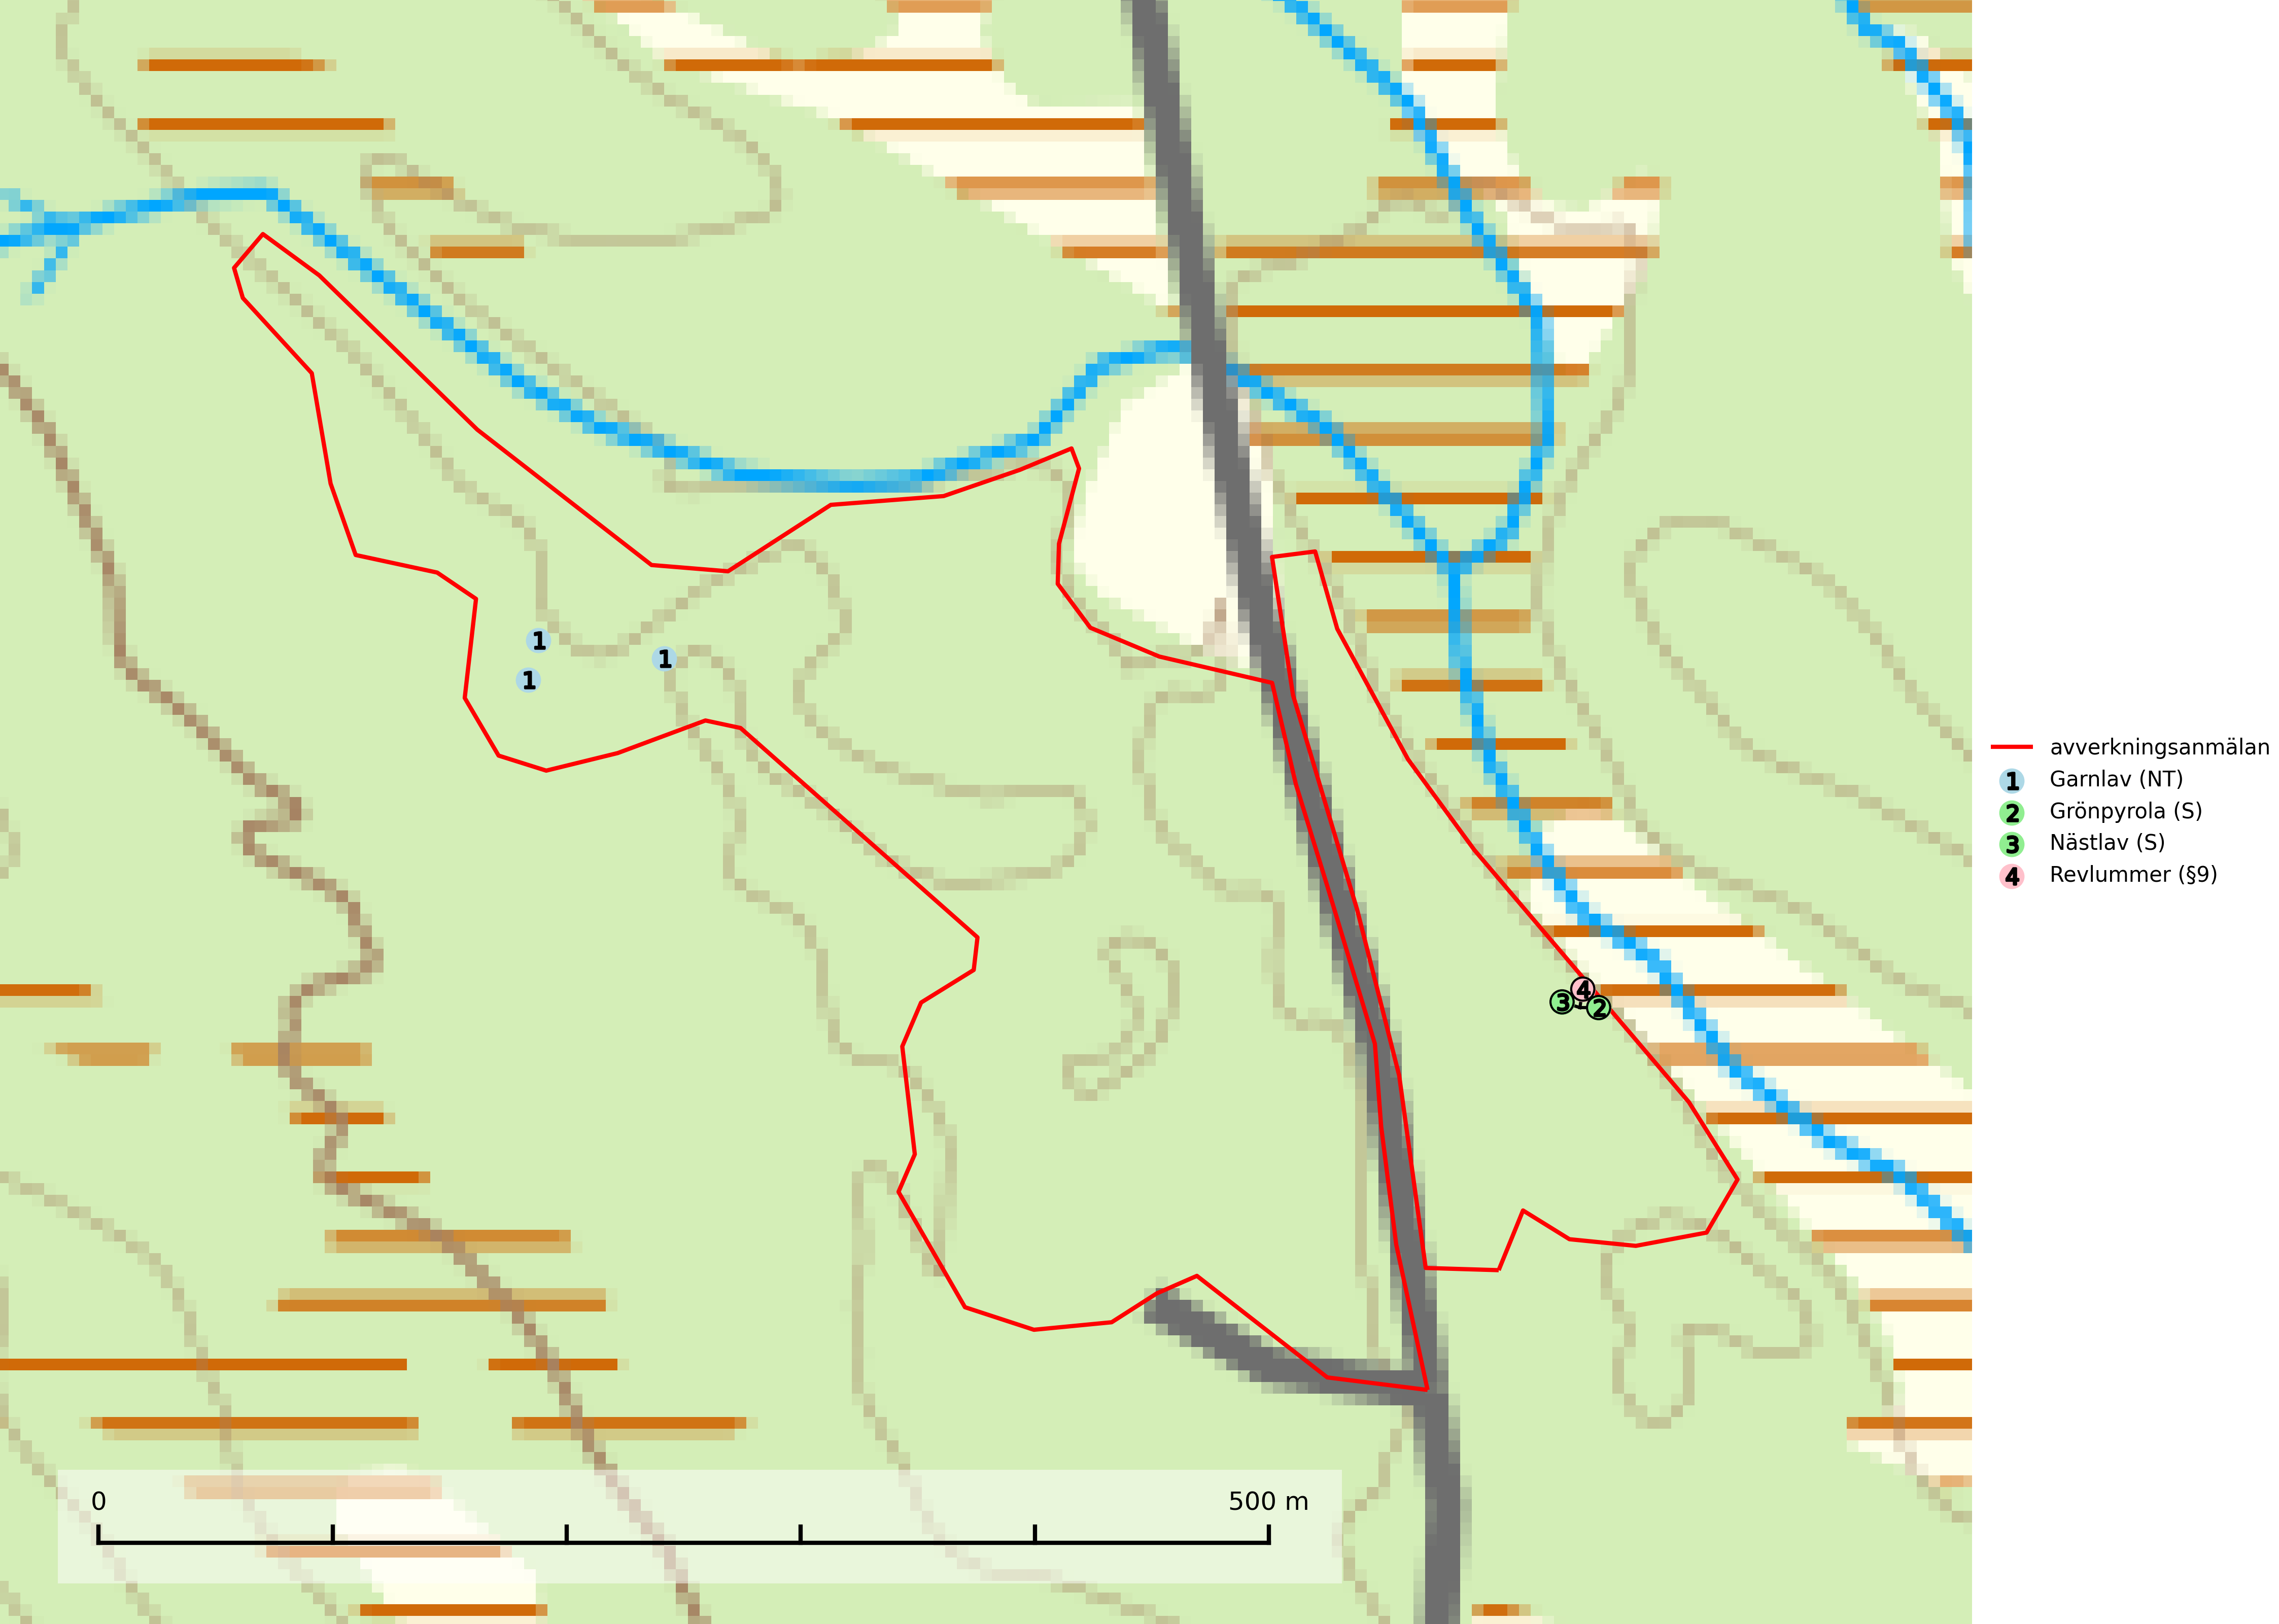 avverkningsanmälan
1 Garnlav (NT)
2 Grönpyrola (S)
3 Nästlav (S)
4 Revlummer (§9)
1
1
1
4
3
2
0 500 m